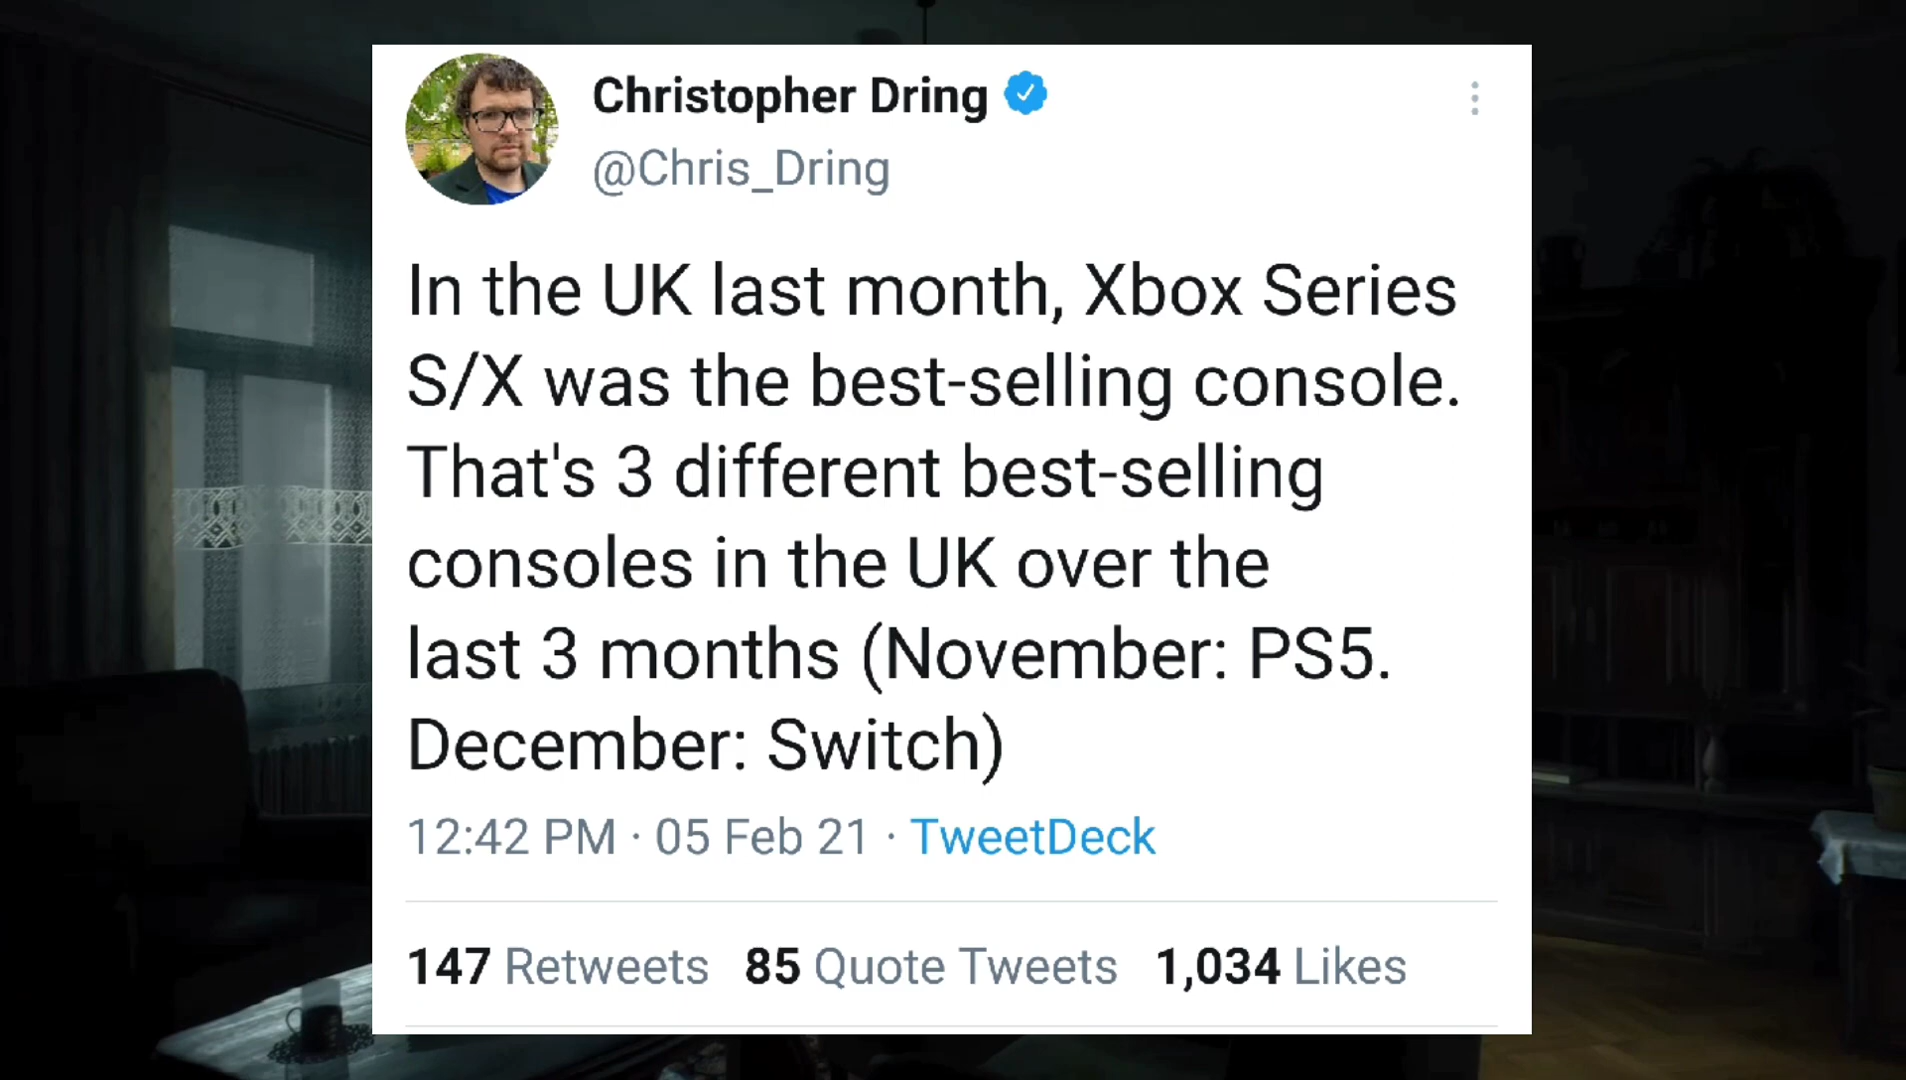 Christopher Dring
@Chris_Dring
In the UK last month, Xbox Series
S/X was the best-selling console.
That's 3 different best-selling
consoles in the UK over the
last 3 months (November: PS5.
December: Switch)
12:42 PM · 05 Feb 21 · TweetDeck
147 Retweets 85 Quote Tweets 1,034 Likes